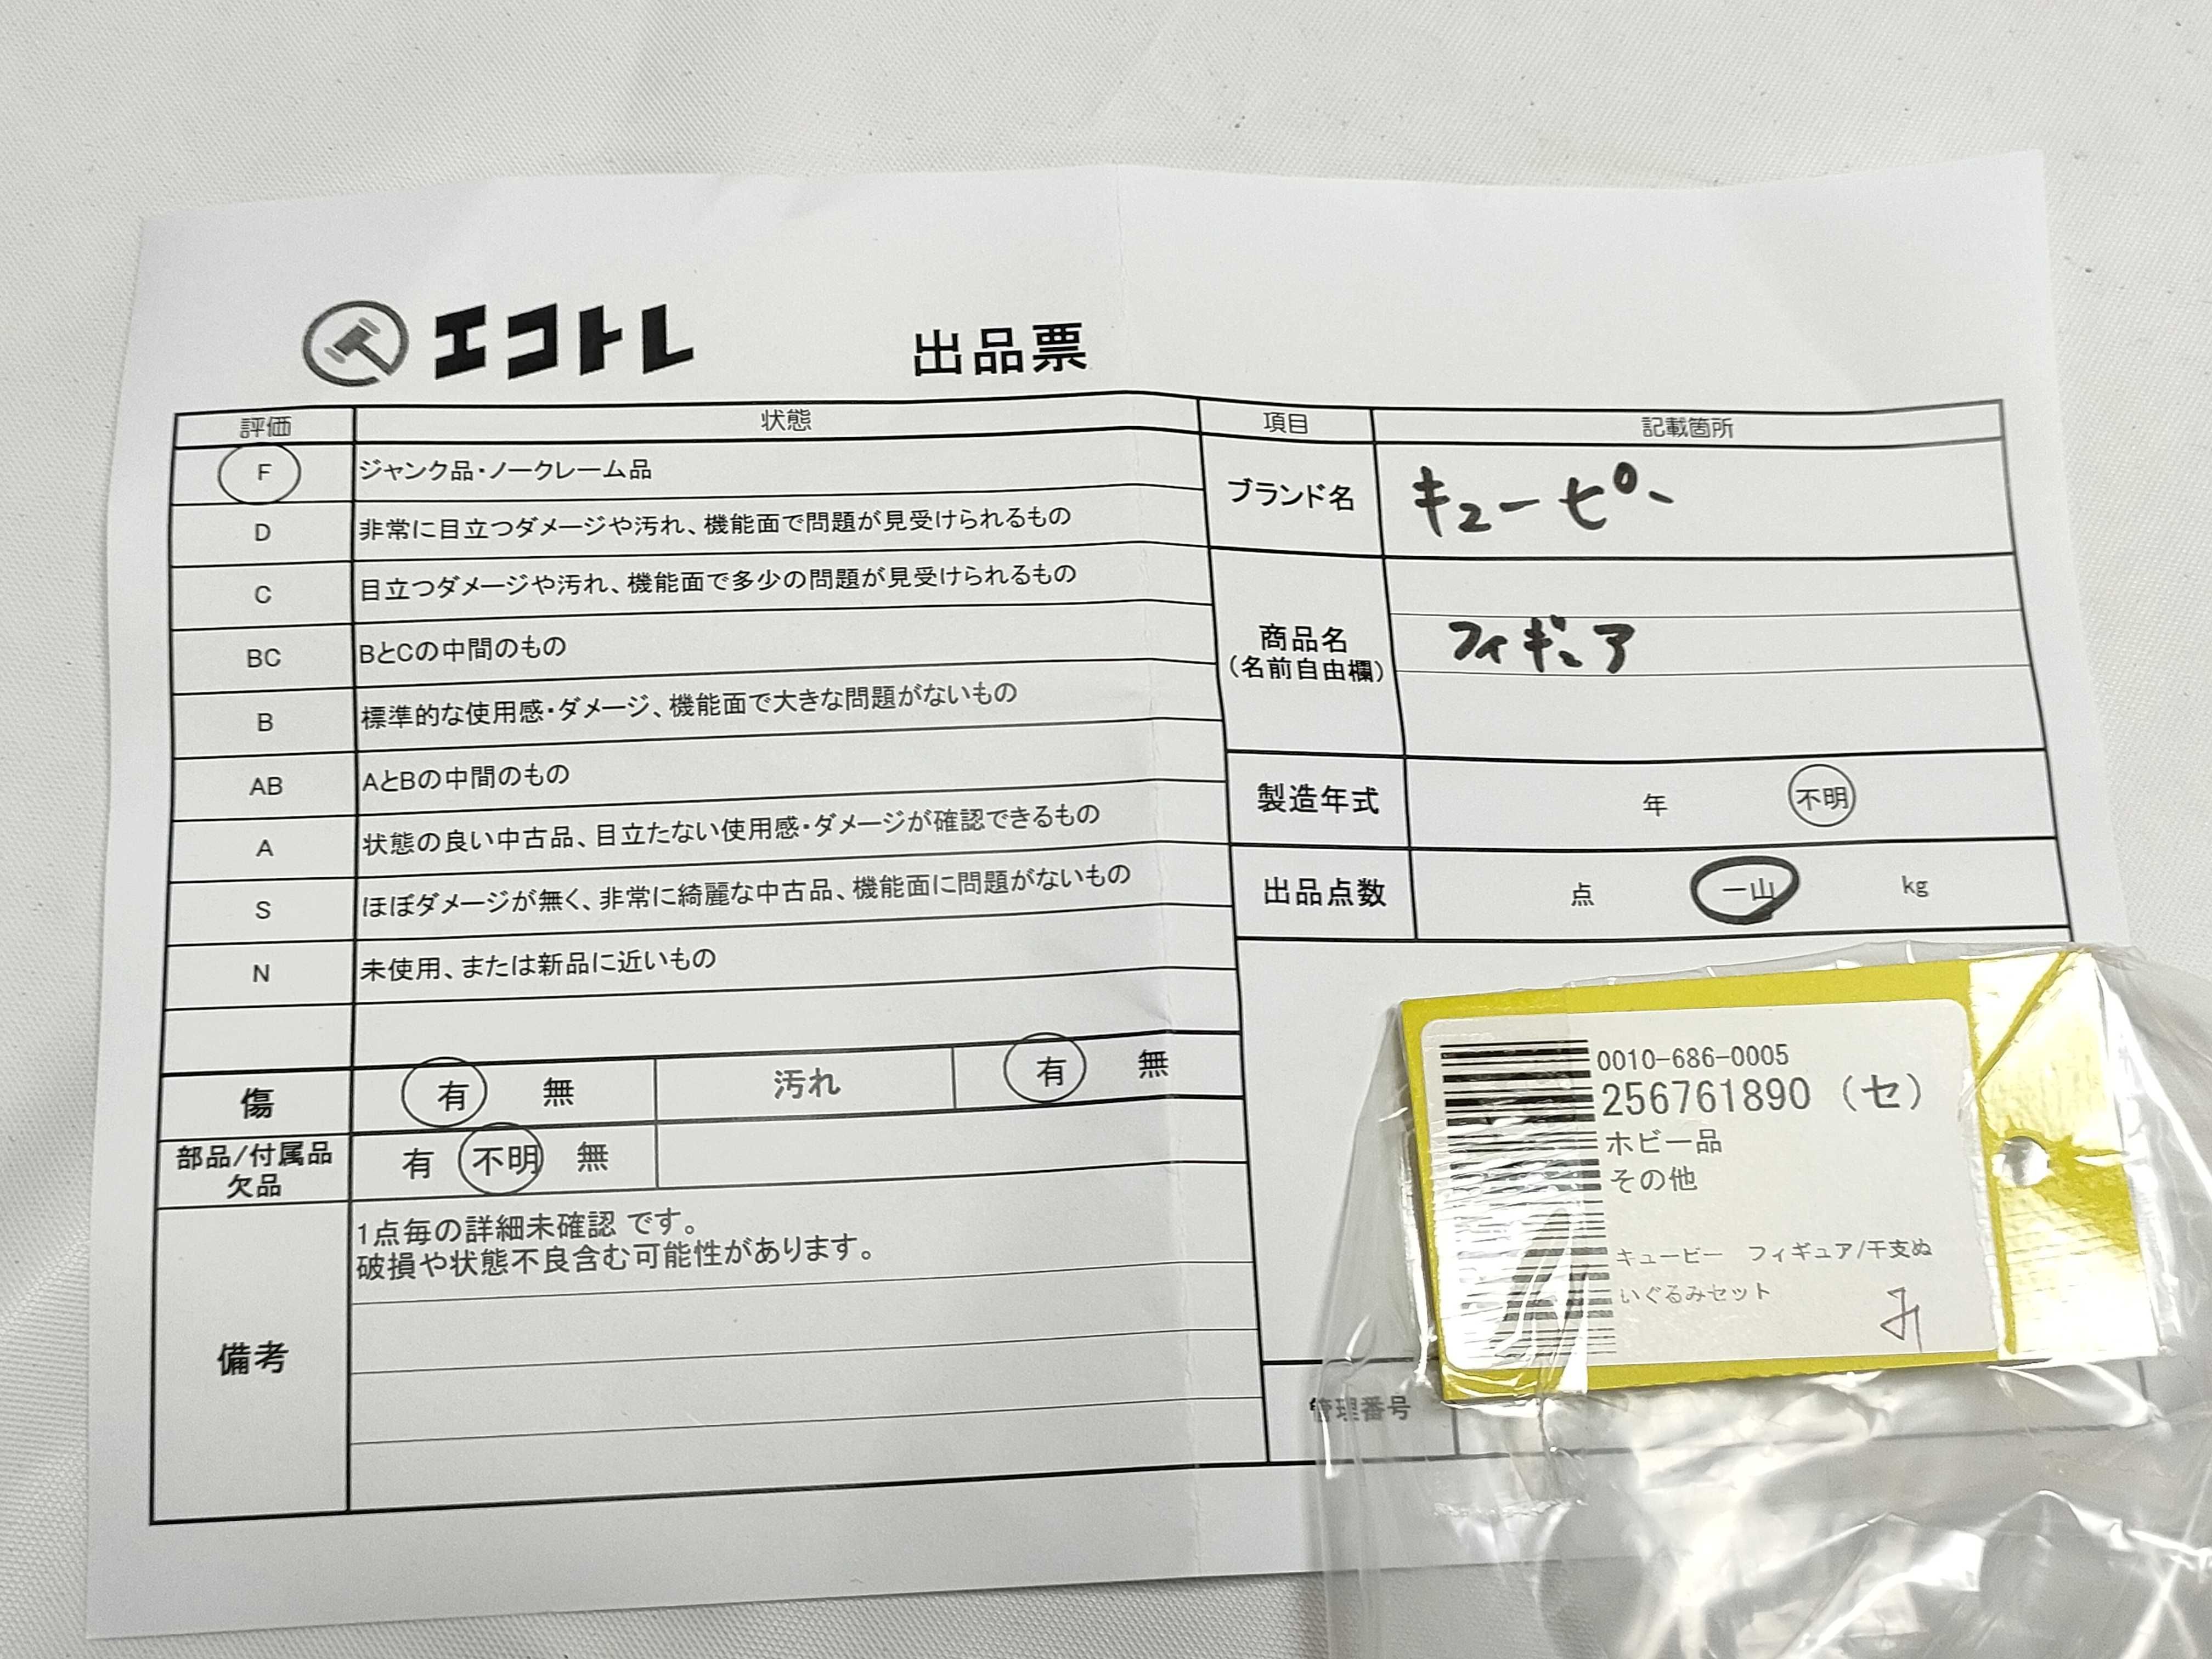 エコトレ
出品票
評価 状態
F ジャンク品・ノークレーム品
D 非常に目立つダメージや汚れ、機能面で問題が見受けられるもの
C 目立つダメージや汚れ、機能面で多少の問題が見受けられるもの
BC BとCの中間のもの
B 標準的な使用感・ダメージ、機能面で大きな問題がないもの
AB AとBの中間のもの
A 状態の良い中古品、目立たない使用感・ダメージが確認できるもの
S ほぼダメージが無く、非常に綺麗な中古品、機能面に問題がないもの
N 未使用、または新品に近いもの
傷 有 無 汚れ 有 無
部品/付属品
欠品
有 不明 無
備考
1点毎の詳細未確認 です。
破損や状態不良含む可能性があります。
項目 記載箇所
ブランド名 キューピー
商品名
(名前自由欄)
フィギュア
製造年式 年 不明
出品点数 点 一山 kg
管理番号
0010-686-0005
256761890 (セ)
ホビー品
その他
キューピー フィギュア/干支ぬ
いぐるみセット